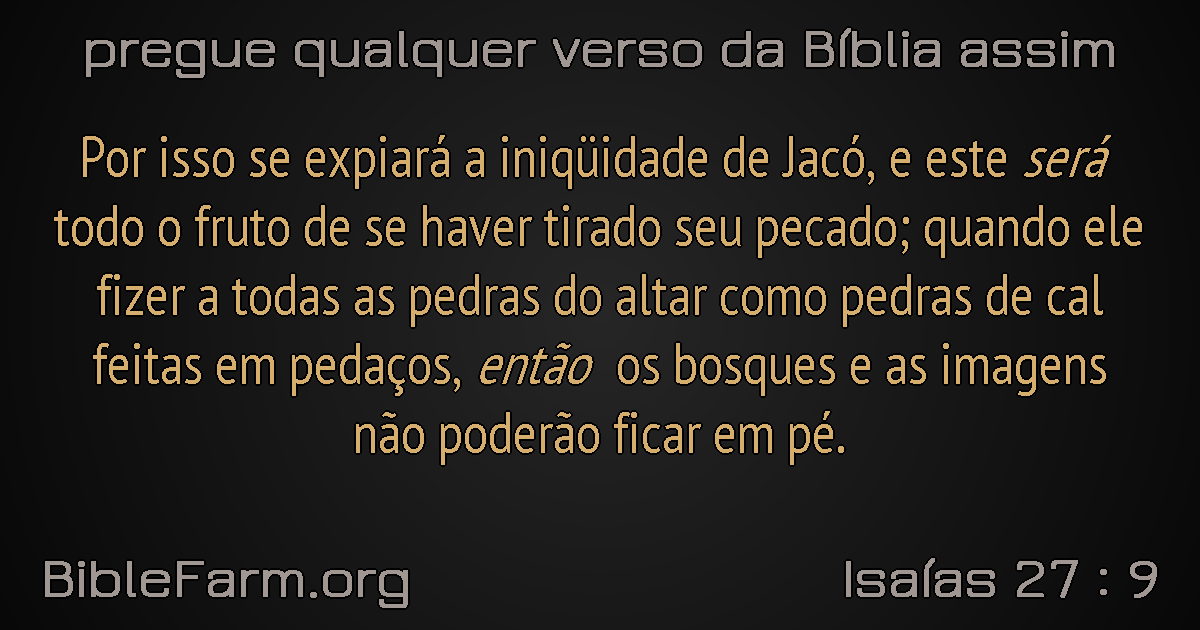 pregue qualquer verso da Bíblia assim
Por isso se expiará a iniqüidade de Jacó, e este será
todo o fruto de se haver tirado seu pecado; quando ele
fizer a todas as pedras do altar como pedras de cal
feitas em pedaços, então os bosques e as imagens
não poderão ficar em pé.
BibleFarm.org
Isaías 27 : 9